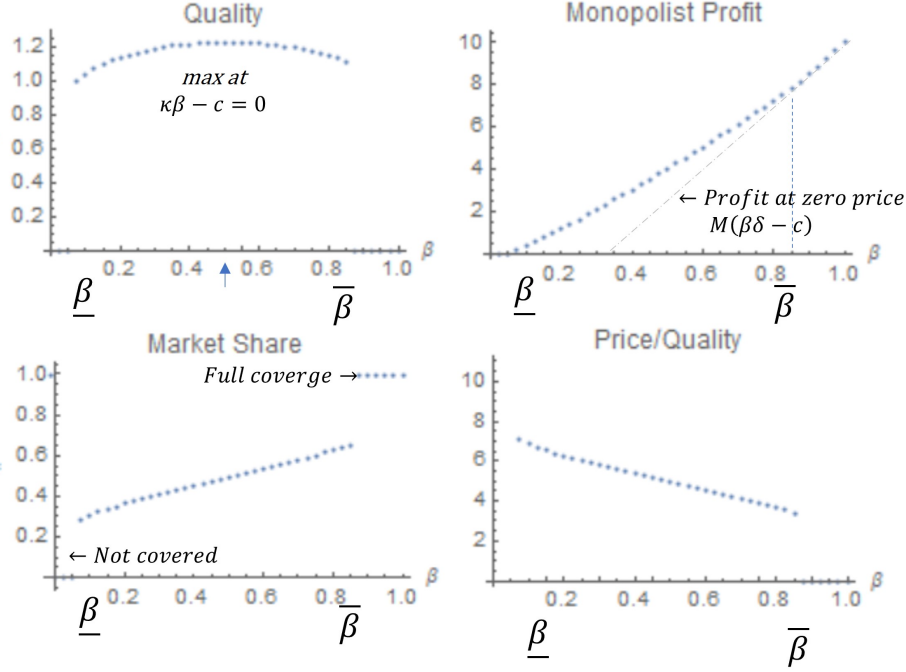 Quality
1.2
1.0
0.8
0.6
0.4
0.2
max at
κβ − c = 0
0.2 0.4 0.6 0.8 1.0 β
β β
Monopolist Profit
10
8
6
4
2
← Profit at zero price
M(βδ − c)
0.2 0.4 0.6 0.8 1.0 β
β β
Market Share
1.0
0.8
0.6
0.4
0.2
Full coverge →
← Not covered
0.2 0.4 0.6 0.8 1.0 β
β β
Price/Quality
10
8
6
4
2
0.2 0.4 0.6 0.8 1.0 β
β β